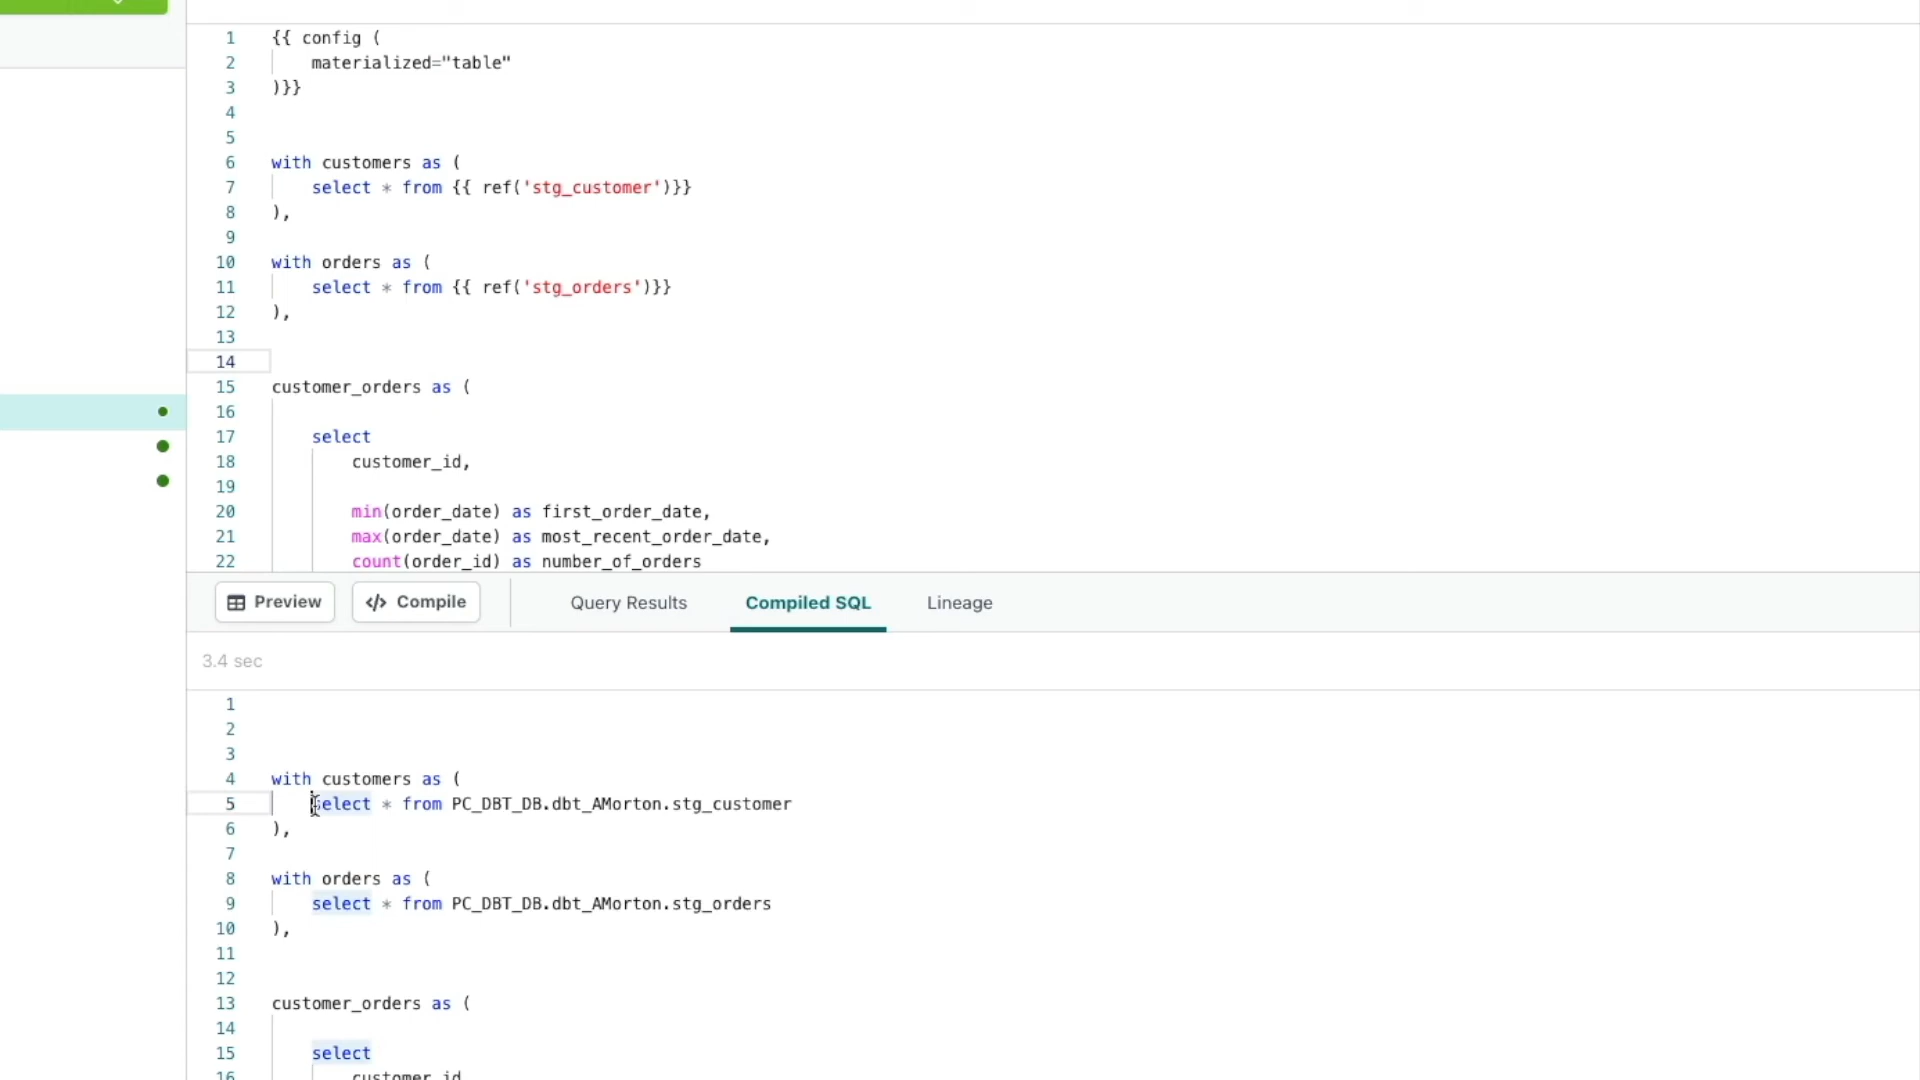 1 {{ config (
2 materialized="table"
3 )}}
4
5
6 with customers as (
7 select * from {{ ref('stg_customer')}}
8 ),
9
10 with orders as (
11 select * from {{ ref('stg_orders')}}
12 ),
13
14
15 customer_orders as (
16
17 select
18 customer_id,
19
20 min(order_date) as first_order_date,
21 max(order_date) as most_recent_order_date,
22 count(order_id) as number_of_orders
Preview </> Compile Query Results Compiled SQL Lineage
3.4 sec
1
2
3
4 with customers as (
5 select * from PC_DBT_DB.dbt_AMorton.stg_customer
6 ),
7
8 with orders as (
9 select * from PC_DBT_DB.dbt_AMorton.stg_orders
10 ),
11
12
13 customer_orders as (
14
15 select
16 customer_id